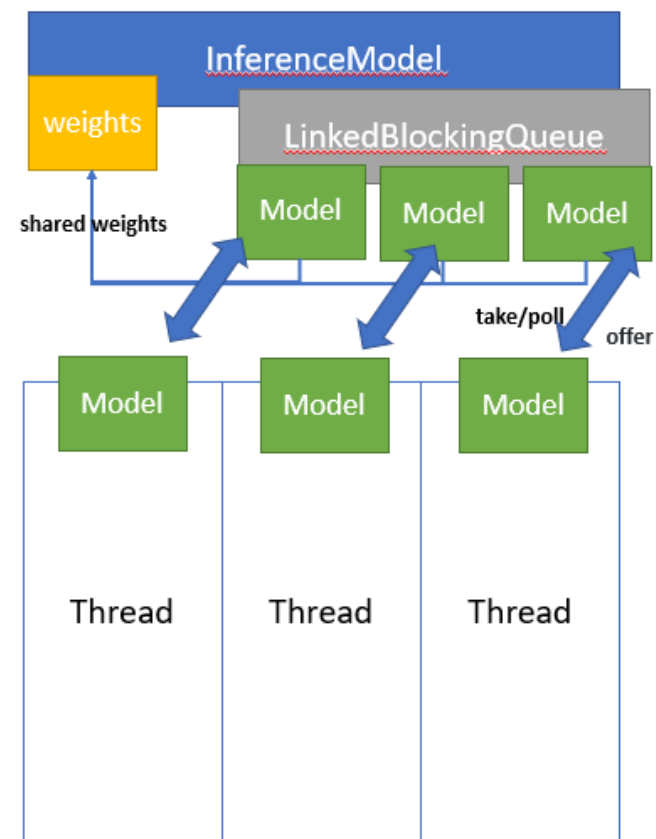 InferenceModel
weights
LinkedBlockingQueue
Model
Model
Model
shared weights
take/poll
offer
Model
Model
Model
Thread
Thread
Thread